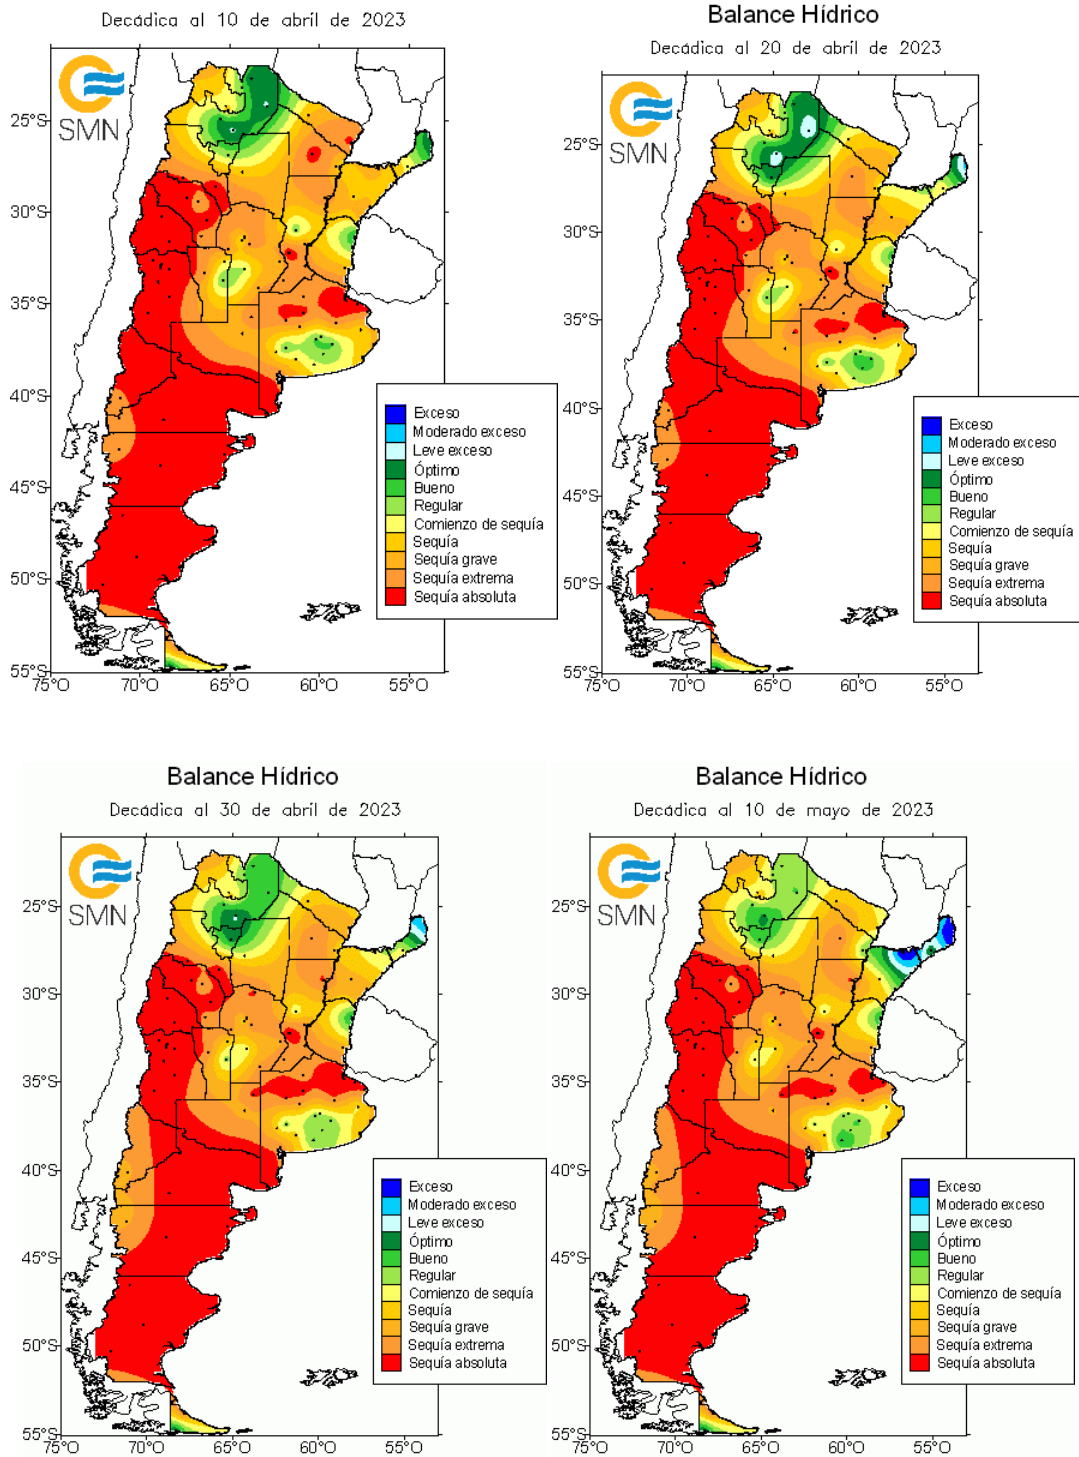 Decádica al 10 de abril de 2023
SMN
25°S
30°S
35°S
40°S
45°S
50°S
55°S
75°O
70°O
65°O
60°O
55°O
Exceso
Moderado exceso
Leve exceso
Óptimo
Bueno
Regular
Comienzo de sequía
Sequía
Sequía grave
Sequía extrema
Sequía absoluta
Balance Hídrico
Decádica al 20 de abril de 2023
SMN
25°S
30°S
35°S
40°S
45°S
50°S
55°S
75°O
70°O
65°O
60°O
55°O
Exceso
Moderado exceso
Leve exceso
Óptimo
Bueno
Regular
Comienzo de sequía
Sequía
Sequía grave
Sequía extrema
Sequía absoluta
Balance Hídrico
Decádica al 30 de abril de 2023
SMN
25°S
30°S
35°S
40°S
45°S
50°S
55°S
75°O
70°O
65°O
60°O
55°O
Exceso
Moderado exceso
Leve exceso
Óptimo
Bueno
Regular
Comienzo de sequía
Sequía
Sequía grave
Sequía extrema
Sequía absoluta
Balance Hídrico
Decádica al 10 de mayo de 2023
SMN
25°S
30°S
35°S
40°S
45°S
50°S
55°S
75°O
70°O
65°O
60°O
55°O
Exceso
Moderado exceso
Leve exceso
Óptimo
Bueno
Regular
Comienzo de sequía
Sequía
Sequía grave
Sequía extrema
Sequía absoluta